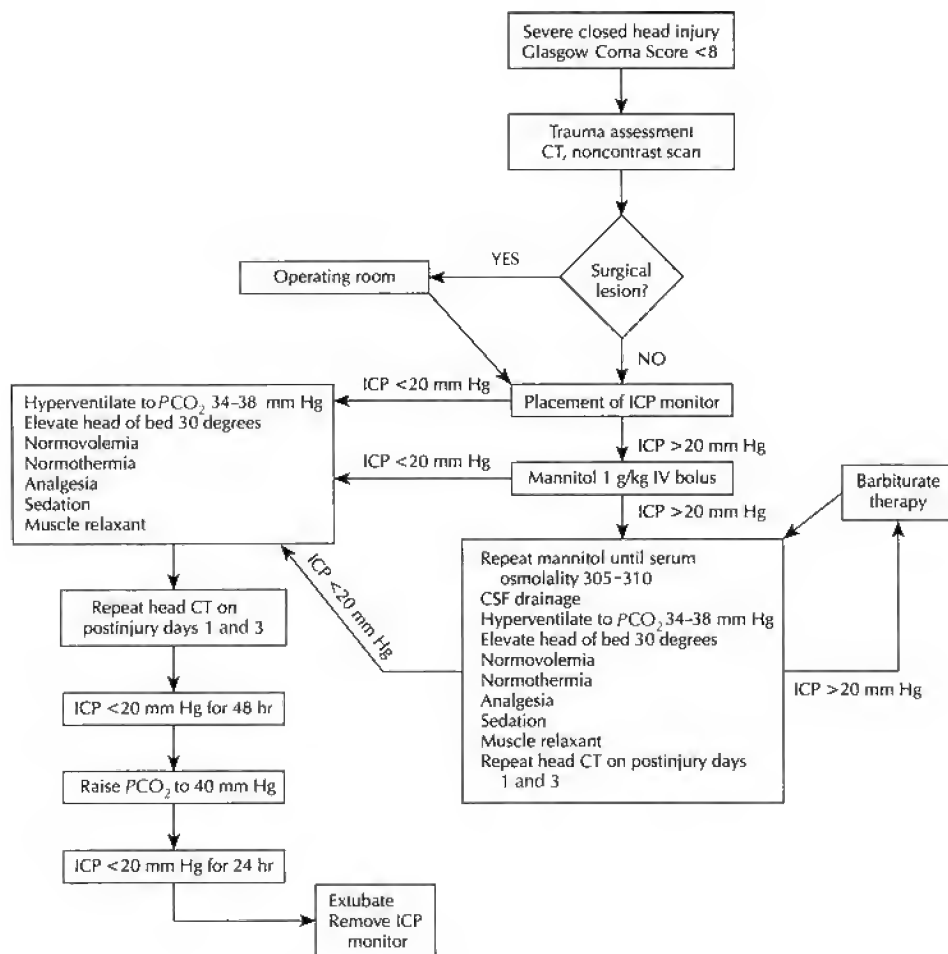 Severe closed head injury
Glasgow Coma Score <8
Trauma assessment
CT, noncontrast scan
Surgical
lesion?
YES
Operating room
NO
Placement of ICP monitor
ICP <20 mm Hg
Hyperventilate to PCO₂ 34–38 mm Hg
Elevate head of bed 30 degrees
Normovolemia
Normothermia
Analgesia
Sedation
Muscle relaxant
ICP >20 mm Hg
ICP <20 mm Hg
Mannitol 1 g/kg IV bolus
ICP >20 mm Hg
Barbiturate
therapy
Repeat mannitol until serum
osmolality 305–310
CSF drainage
Hyperventilate to PCO₂ 34–38 mm Hg
Elevate head of bed 30 degrees
Normovolemia
Normothermia
Analgesia
Sedation
Muscle relaxant
Repeat head CT on postinjury days
1 and 3
ICP >20 mm Hg
ICP <20 mm Hg
Repeat head CT on
postinjury days 1 and 3
ICP <20 mm Hg for 48 hr
Raise PCO₂ to 40 mm Hg
ICP <20 mm Hg for 24 hr
Extubate
Remove ICP
monitor